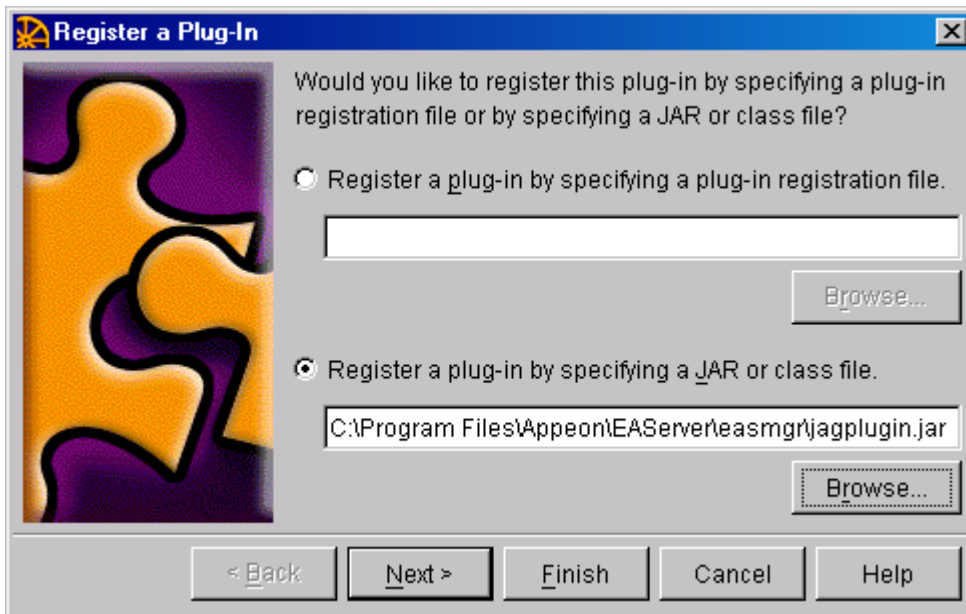 Register a Plug-In
Would you like to register this plug-in by specifying a plug-in
registration file or by specifying a JAR or class file?
Register a plug-in by specifying a plug-in registration file.
Browse...
Register a plug-in by specifying a JAR or class file.
C:\Program Files\Appeon\EAServer\easmgr\jagplugin.jar
Browse...
< Back Next > Finish Cancel Help